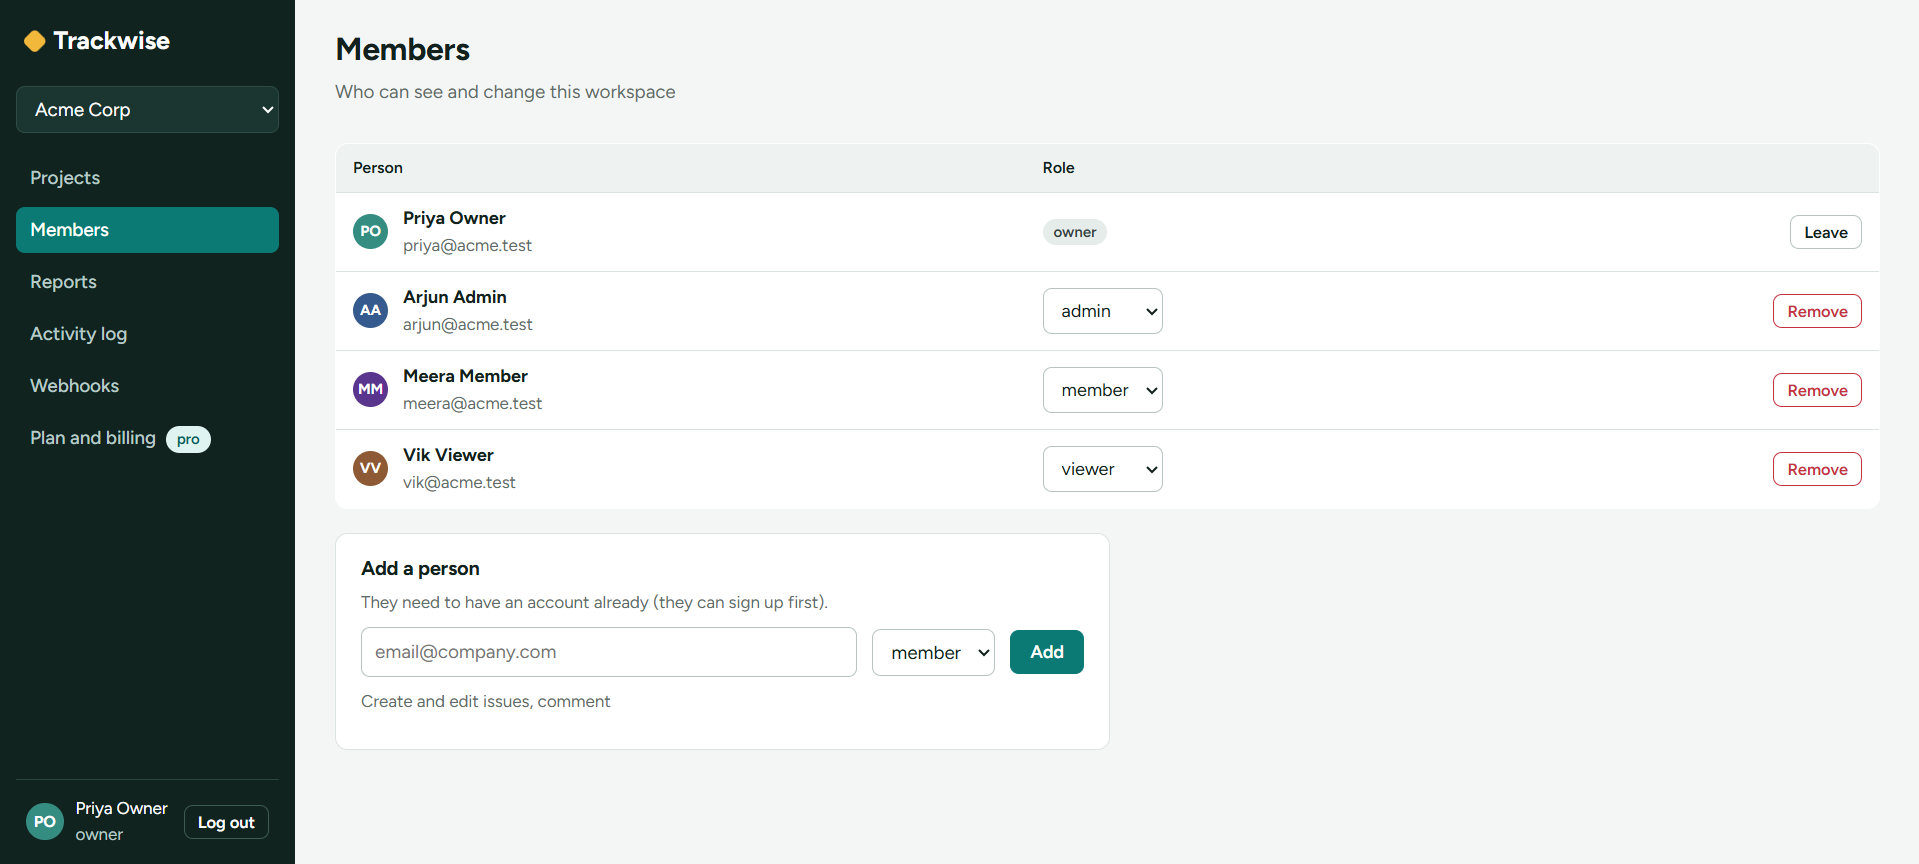 Trackwise
Acme Corp
Projects
Members
Reports
Activity log
Webhooks
Plan and billing pro
PO Priya Owner
owner
Log out
Members
Who can see and change this workspace
Person Role
PO Priya Owner
priya@acme.test
owner Leave
AA Arjun Admin
arjun@acme.test
admin Remove
MM Meera Member
meera@acme.test
member Remove
VV Vik Viewer
vik@acme.test
viewer Remove
Add a person
They need to have an account already (they can sign up first).
email@company.com member Add
Create and edit issues, comment